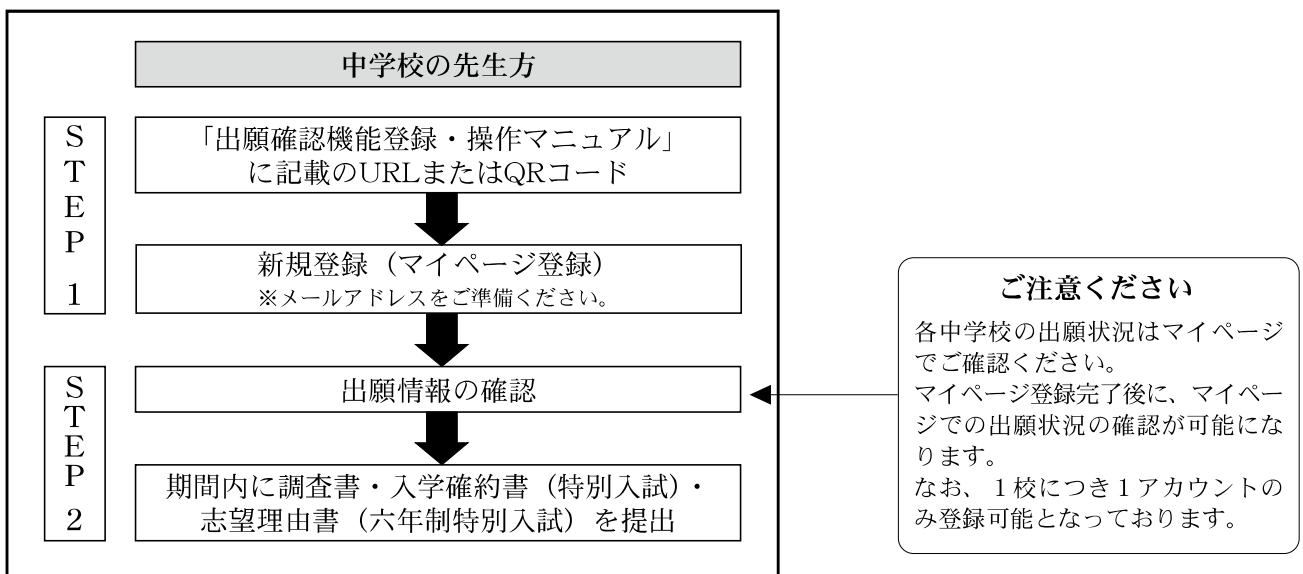 中学校の先生方
STEP 1
「出願確認機能登録・操作マニュアル」
に記載のURLまたはQRコード
新規登録（マイページ登録）
※メールアドレスをご準備ください。
STEP 2
出願情報の確認
期間内に調査書・入学確約書（特別入試）・
志望理由書（六年制特別入試）を提出
ご注意ください
各中学校の出願状況はマイページ
でご確認ください。
マイページ登録完了後に、マイペー
ジでの出願状況の確認が可能にな
ります。
なお、１校につき１アカウントの
み登録可能となっております。